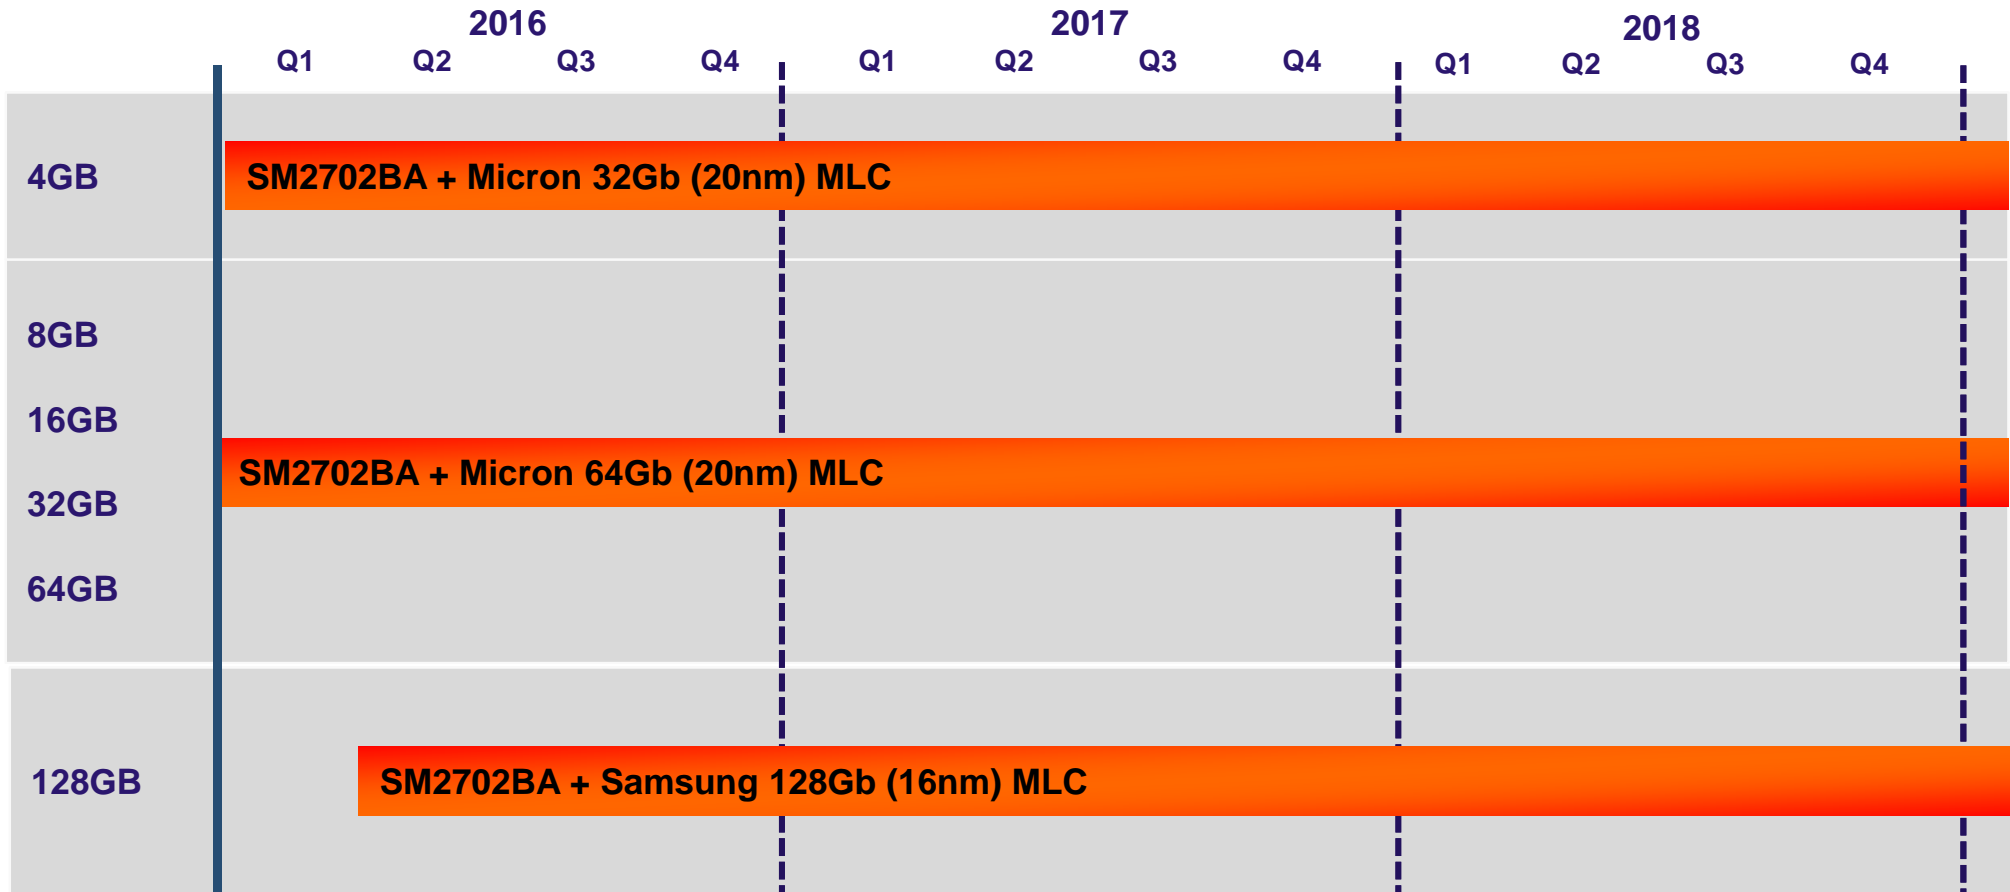 2016 2017 2018
Q1 Q2 Q3 Q4 Q1 Q2 Q3 Q4 Q1 Q2 Q3 Q4
4GB SM2702BA + Micron 32Gb (20nm) MLC
8GB
16GB
SM2702BA + Micron 64Gb (20nm) MLC
32GB
64GB
128GB SM2702BA + Samsung 128Gb (16nm) MLC